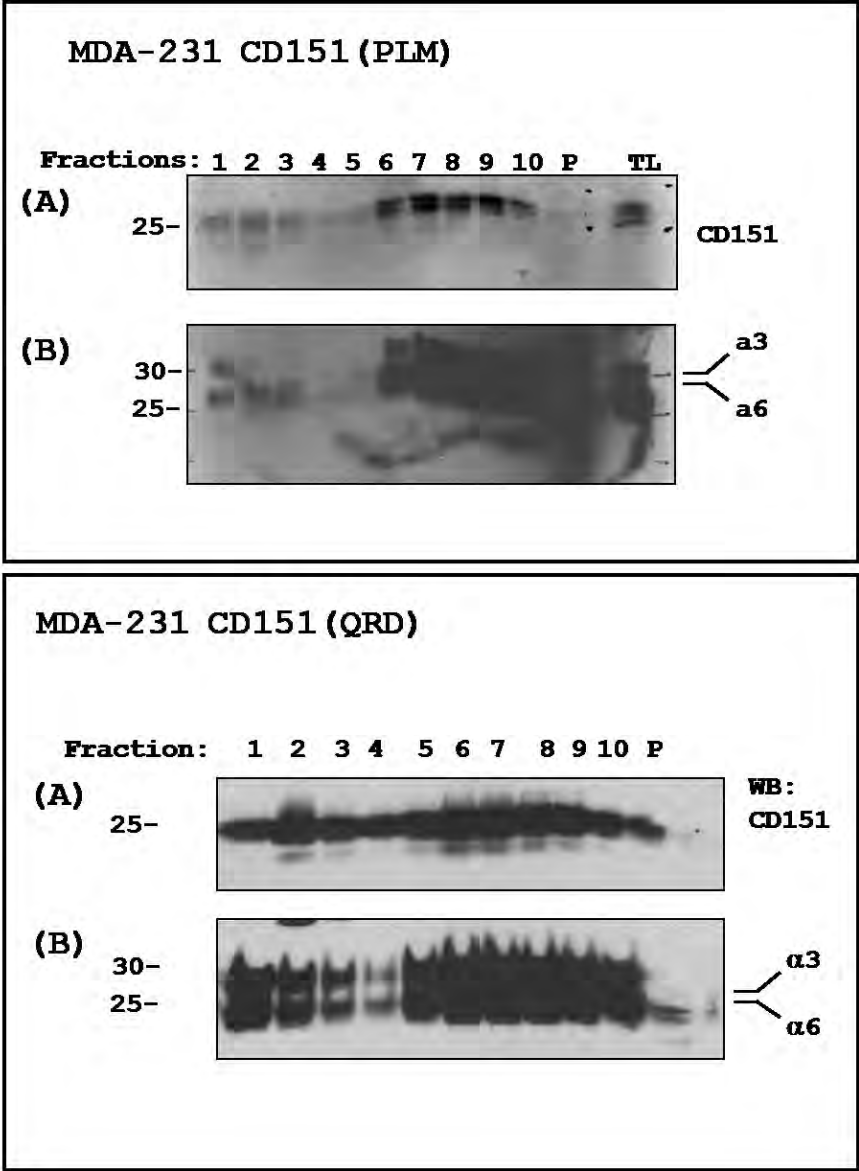 MDA-231 CD151(PLM)
Fractions: 1 2 3 4 5 6 7 8 9 10 P TL
(A)
25-
CD151
(B)
a3
30-
25-
a6
MDA-231 CD151(QRD)
Fraction: 1 2 3 4 5 6 7 8 9 10 P
(A)
WB:
25-
CD151
(B)
α3
30-
25-
α6